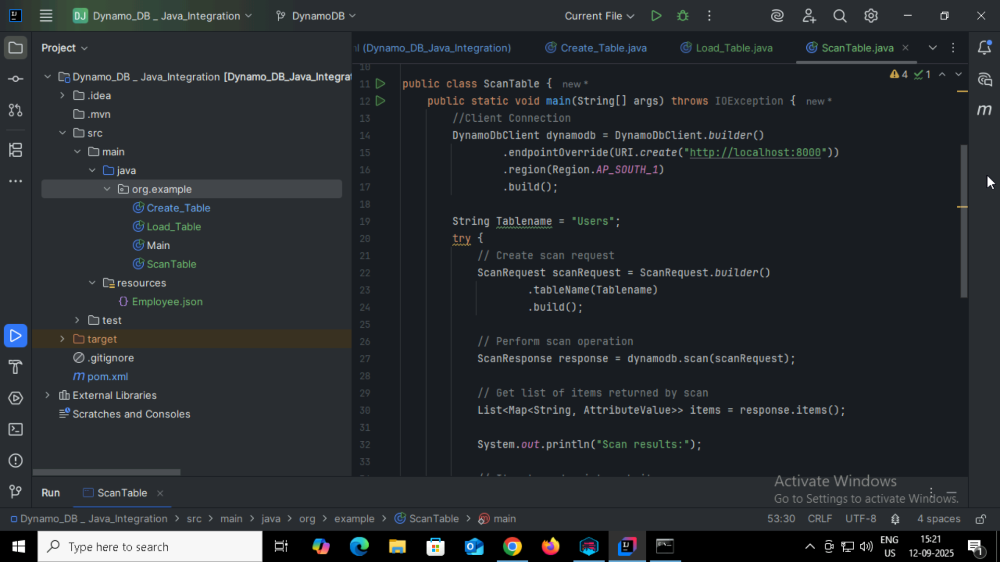 DJ Dynamo_DB _ Java_Integration
DynamoDB
Current File
Project
(Dynamo_DB_Java_Integration)
Create_Table.java
Load_Table.java
ScanTable.java
Dynamo_DB _ Java_Integration [Dynamo_DB_Java_Integrat
.idea
.mvn
src
main
java
org.example
Create_Table
Load_Table
Main
ScanTable
resources
Employee.json
test
target
.gitignore
pom.xml
External Libraries
Scratches and Consoles
4 1
10
11 public class ScanTable { new *
12 public static void main(String[] args) throws IOException { new *
13 //Client Connection
14 DynamoDbClient dynamodb = DynamoDbClient.builder()
15 .endpointOverride(URI.create("http://localhost:8000"))
16 .region(Region.AP_SOUTH_1)
17 .build();
18
19 String Tablename = "Users";
20 try {
21 // Create scan request
22 ScanRequest scanRequest = ScanRequest.builder()
23 .tableName(Tablename)
24 .build();
25
26 // Perform scan operation
27 ScanResponse response = dynamodb.scan(scanRequest);
28
29 // Get list of items returned by scan
30 List<Map<String, AttributeValue>> items = response.items();
31
32 System.out.println("Scan results:");
33
Activate Windows
Go to Settings to activate Windows.
Run
ScanTable
Dynamo_DB _ Java_Integration > src > main > java > org > example > ScanTable > main
53:30 CRLF UTF-8 4 spaces
Type here to search
ENG
US
15:21
12-09-2025
1